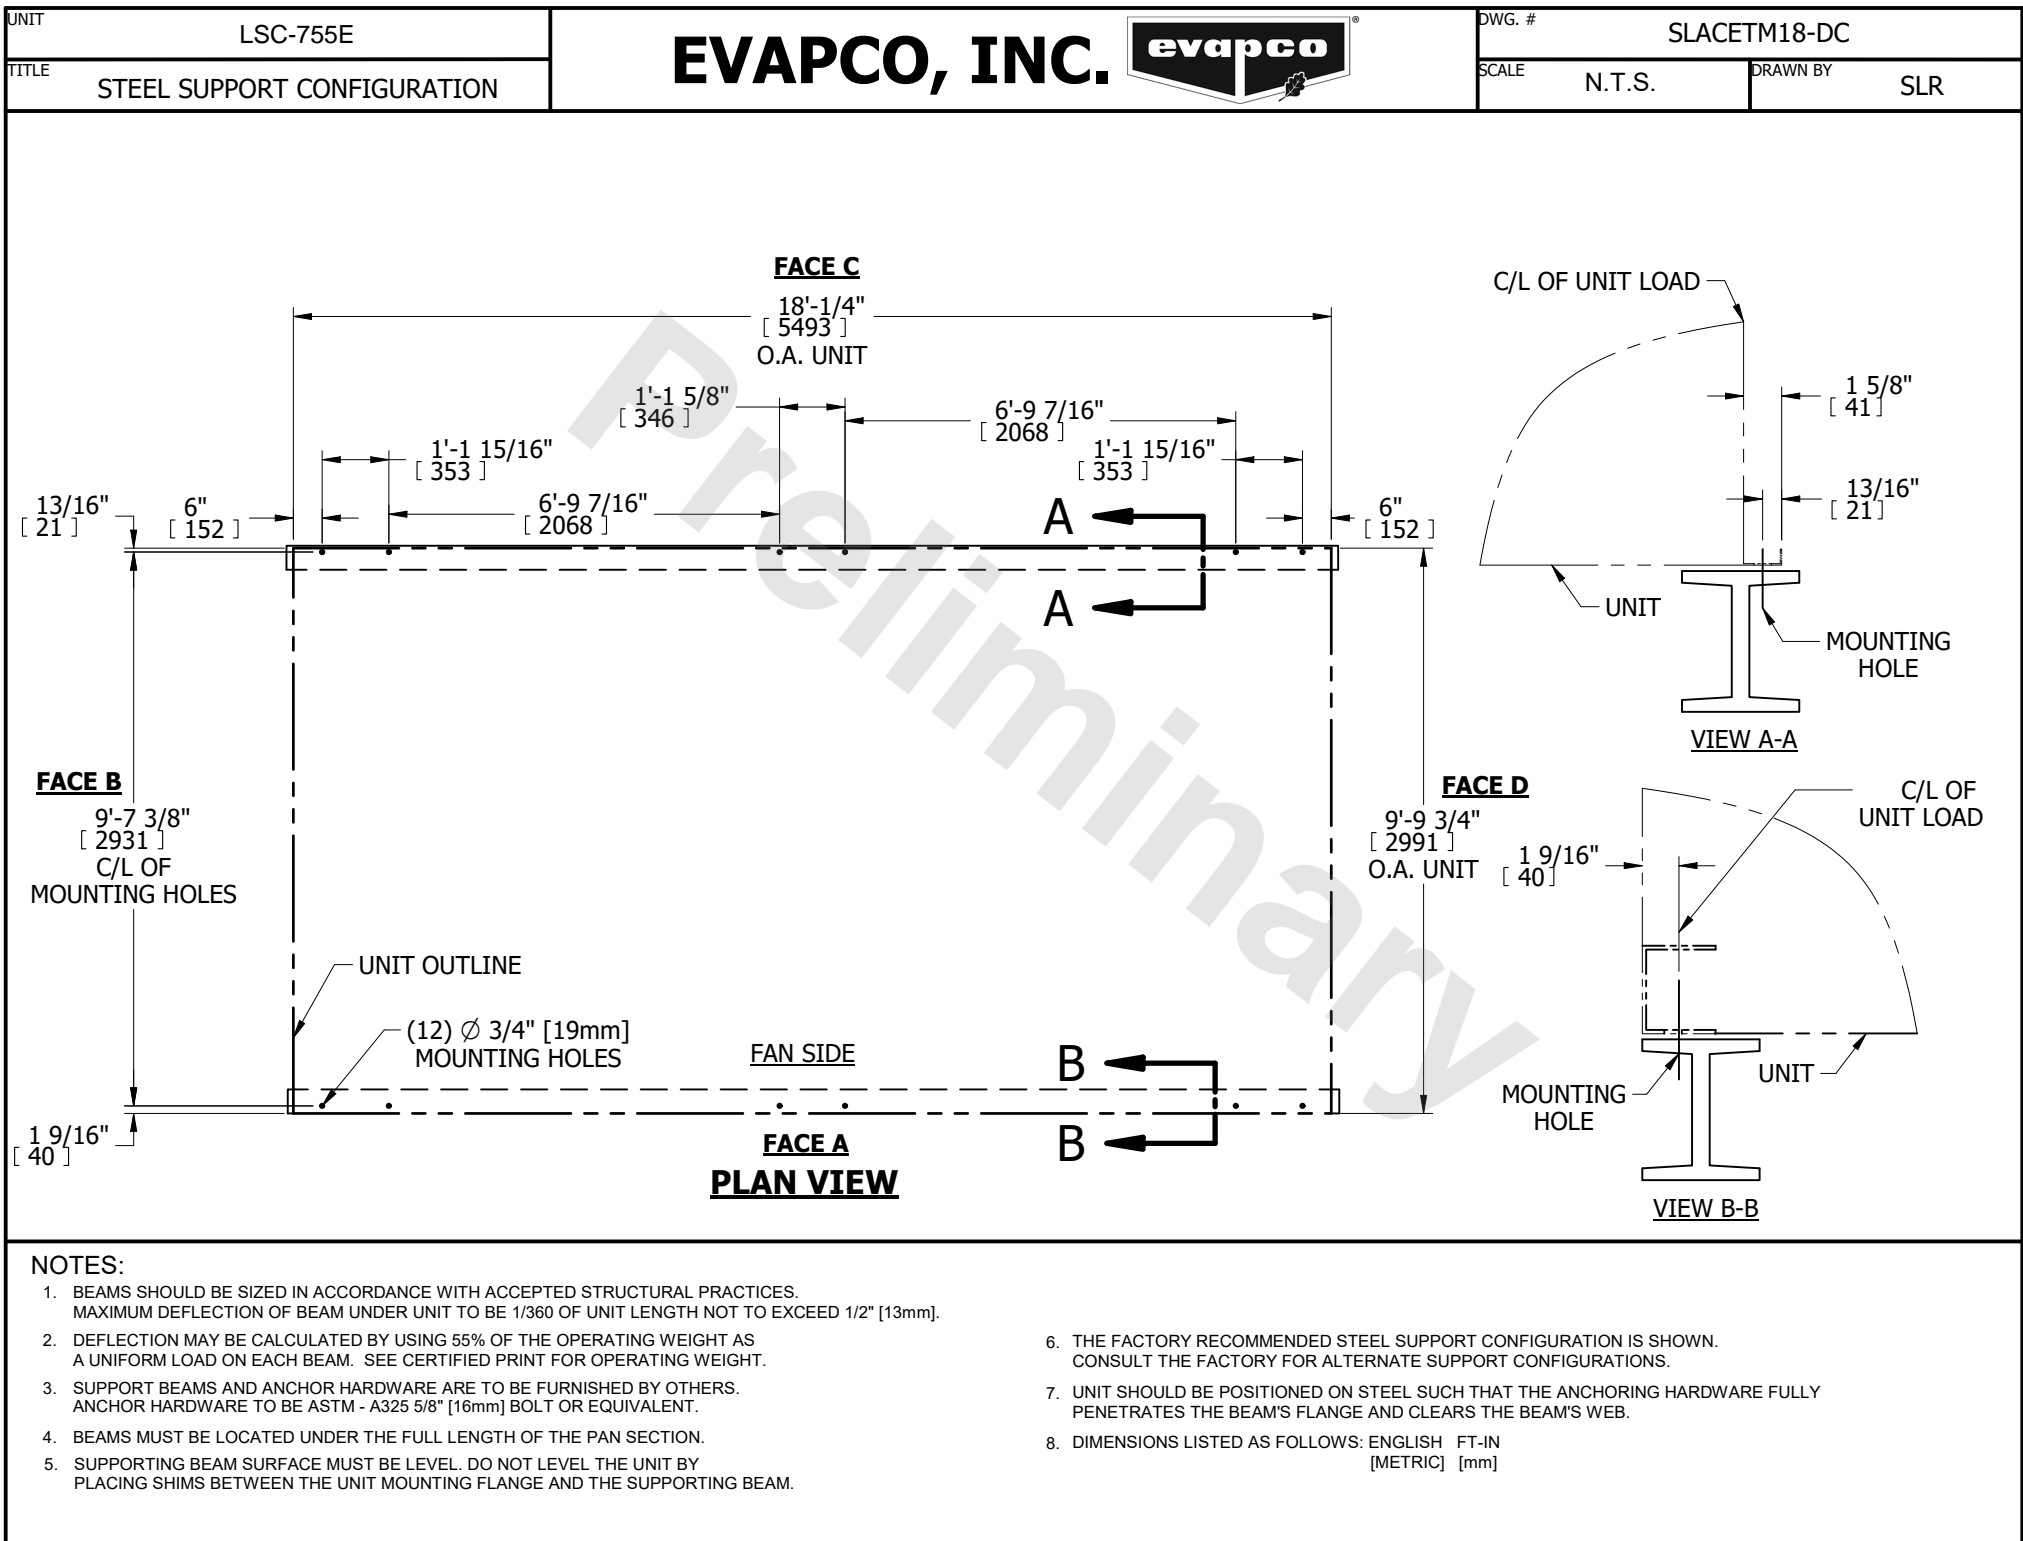 UNIT
LSC-755E
TITLE
STEEL SUPPORT CONFIGURATION
EVAPCO, INC.
evapco
®
DWG. #
SLACETM18-DC
SCALE
N.T.S.
DRAWN BY
SLR
FACE C
18'-1/4"
[ 5493 ]
O.A. UNIT
1'-1 5/8"
[ 346 ]
6'-9 7/16"
[ 2068 ]
1'-1 15/16"
[ 353 ]
1'-1 15/16"
[ 353 ]
13/16"
[ 21 ]
6"
[ 152 ]
6'-9 7/16"
[ 2068 ]
6"
[ 152 ]
A
A
FACE B
9'-7 3/8"
[ 2931 ]
C/L OF
MOUNTING HOLES
FACE D
9'-9 3/4"
[ 2991 ]
O.A. UNIT
UNIT OUTLINE
(12) Ø 3/4" [19mm]
MOUNTING HOLES
FAN SIDE
B
B
1 9/16"
[ 40 ]
FACE A
PLAN VIEW
Preliminary
C/L OF UNIT LOAD
1 5/8"
[ 41 ]
13/16"
[ 21 ]
UNIT
MOUNTING
HOLE
VIEW A-A
C/L OF
UNIT LOAD
1 9/16"
[ 40 ]
UNIT
MOUNTING
HOLE
VIEW B-B
NOTES:
1. BEAMS SHOULD BE SIZED IN ACCORDANCE WITH ACCEPTED STRUCTURAL PRACTICES.
MAXIMUM DEFLECTION OF BEAM UNDER UNIT TO BE 1/360 OF UNIT LENGTH NOT TO EXCEED 1/2" [13mm].
2. DEFLECTION MAY BE CALCULATED BY USING 55% OF THE OPERATING WEIGHT AS
A UNIFORM LOAD ON EACH BEAM. SEE CERTIFIED PRINT FOR OPERATING WEIGHT.
3. SUPPORT BEAMS AND ANCHOR HARDWARE ARE TO BE FURNISHED BY OTHERS.
ANCHOR HARDWARE TO BE ASTM - A325 5/8" [16mm] BOLT OR EQUIVALENT.
4. BEAMS MUST BE LOCATED UNDER THE FULL LENGTH OF THE PAN SECTION.
5. SUPPORTING BEAM SURFACE MUST BE LEVEL. DO NOT LEVEL THE UNIT BY
PLACING SHIMS BETWEEN THE UNIT MOUNTING FLANGE AND THE SUPPORTING BEAM.
6. THE FACTORY RECOMMENDED STEEL SUPPORT CONFIGURATION IS SHOWN.
CONSULT THE FACTORY FOR ALTERNATE SUPPORT CONFIGURATIONS.
7. UNIT SHOULD BE POSITIONED ON STEEL SUCH THAT THE ANCHORING HARDWARE FULLY
PENETRATES THE BEAM'S FLANGE AND CLEARS THE BEAM'S WEB.
8. DIMENSIONS LISTED AS FOLLOWS: ENGLISH FT-IN
[METRIC] [mm]